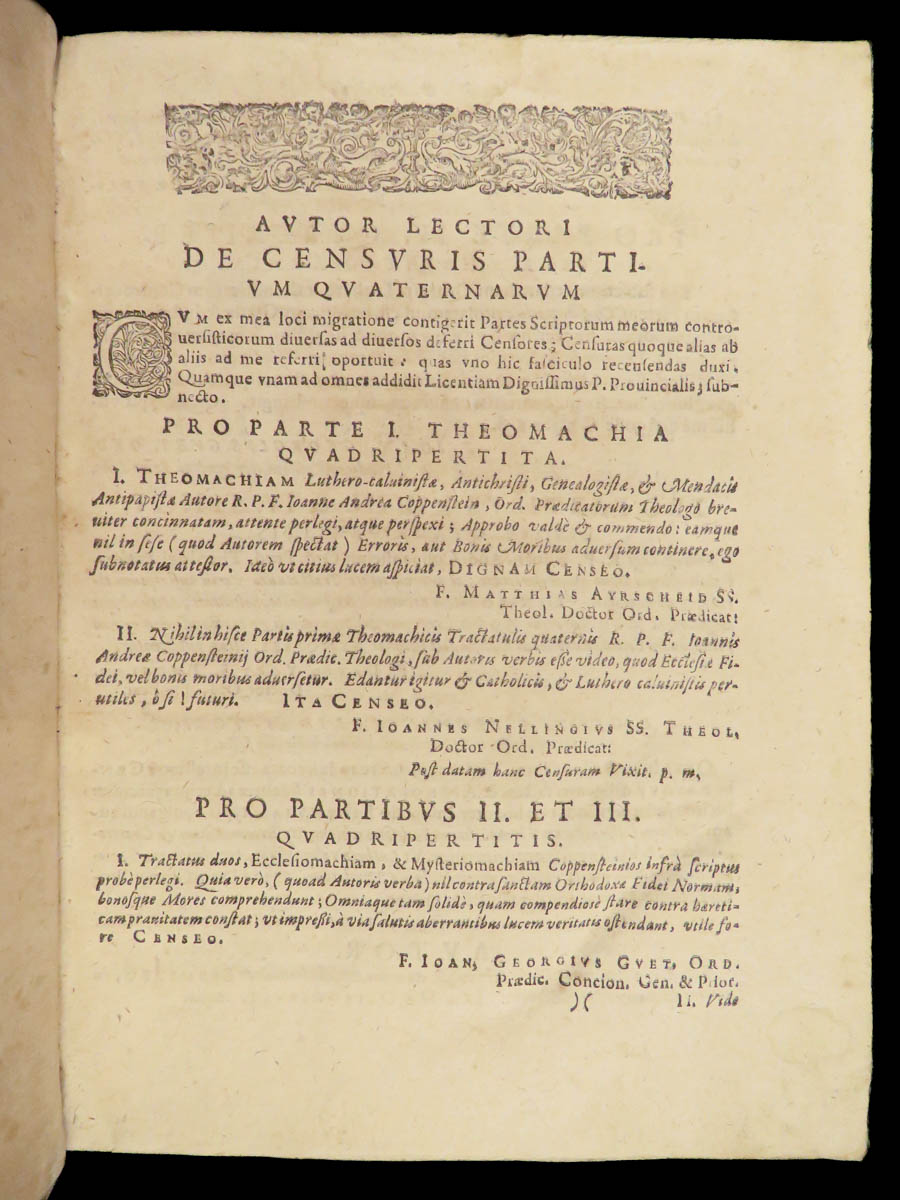 AVTOR LECTORI
DE CENSVRIS PARTI-
VM QVATERNARVM
CVM ex mea loci migratione contigerit Partes Scriptorum meorum contro-
uersisticorum diuersas ad diuersos deferri Censores; Censuras quoque alias ab
aliis ad me referri oportuit: quas vno hic fasciculo recensendas duxi.
Quamque vnam ad omnes addidit Licentiam Dignissimus P. Prouincialis; sub-
necto.
PRO PARTE I. THEOMACHIA
QVADRIPERTITA.
I. THEOMACHIAM Luthero-caluinistæ, Antichristi, Genealogistæ, & Mendacis
Antipapistæ Autore R. P. F. Ioanne Andrea Coppenstein, Ord. Prædicatorum Theologo bre-
uiter concinnatam, attente perlegi, atque perspexi; Approbo valdè & commendo: eamque
nil in sese (quod Autorem spectat) Erroris, aut Bonis Moribus aduersum continere, ego
subnotatus attestor. Ideò vt citius lucem aspiciat, DIGNAM CENSEO.
F. MATTHIAS AYRSCHEID SS.
Theol. Doctor Ord. Prædicat:
II. Nihil in hisce Partis primæ Theomachicis Tractatulis quaternis R. P. F. Ioannis
Andreæ Coppensteinij Ord. Prædic. Theologi, sub Autoris verbis esse video, quod Ecclesiæ Fi-
dei, vel bonis moribus aduersetur. Edantur igitur & Catholicis, & Luthero caluinistis per-
utiles, ô si! futuri. ITA CENSEO.
F. IOANNES NELLINGIVS SS. THEOL.
Doctor Ord. Prædicat:
Post datam hanc Censuram Vixit. p. m.
PRO PARTIBVS II. ET III.
QVADRIPERTITIS.
I. Tractatus duos, Ecclesiomachiam, & Mysteriomachiam Coppensteinios infrà scriptus
probè perlegi. Quia verò, (quoad Autoris verba) nil contra sanctam Orthodoxæ Fidei Normam,
bonosque Mores comprehendunt; Omniaque tam solidè, quam compendiosè stare contra hæreti-
cam prauitatem constat; vt impressi, à via salutis aberrantibus lucem veritatis ostendant, vtile fo-
re CENSEO.
F. IOAN, GEORGIVS GVET, ORD.
Prædic. Concion. Gen. & Prior.
)( II. Vide